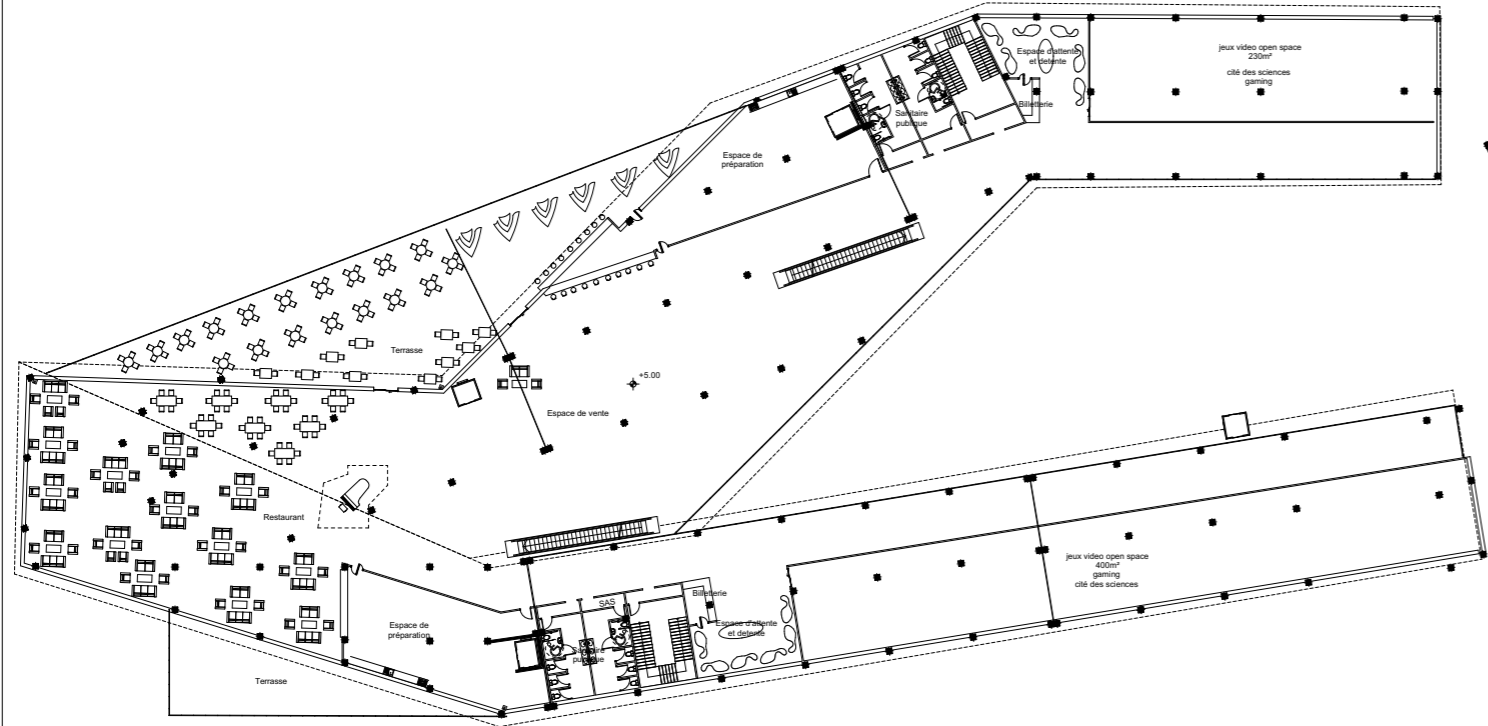 Espace d'attente
et detente
jeux video open space
230m²
cité des sciences
gaming
Billetterie
Sanitaire
publique
Espace de
préparation
Terrasse
+5.00
Espace de vente
Restaurant
jeux video open space
400m²
gaming
cité des sciences
Billetterie
SAS
Espace d'attente
et detente
Espace de
préparation
Sanitaire
publique
Terrasse